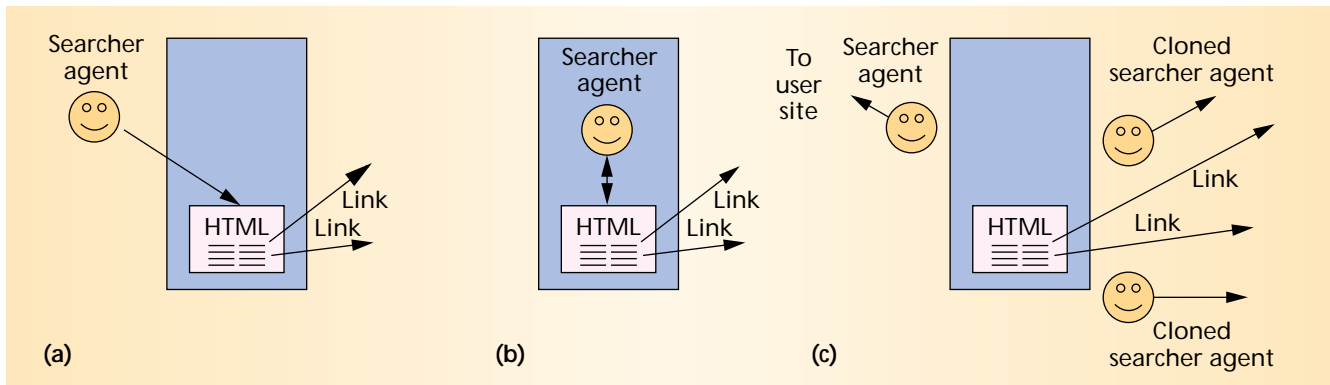 Searcher
agent
HTML
Link
Link
(a)
Searcher
agent
HTML
Link
Link
(b)
To
user
site
Searcher
agent
Cloned
searcher agent
HTML
Link
Link
Cloned
searcher agent
(c)